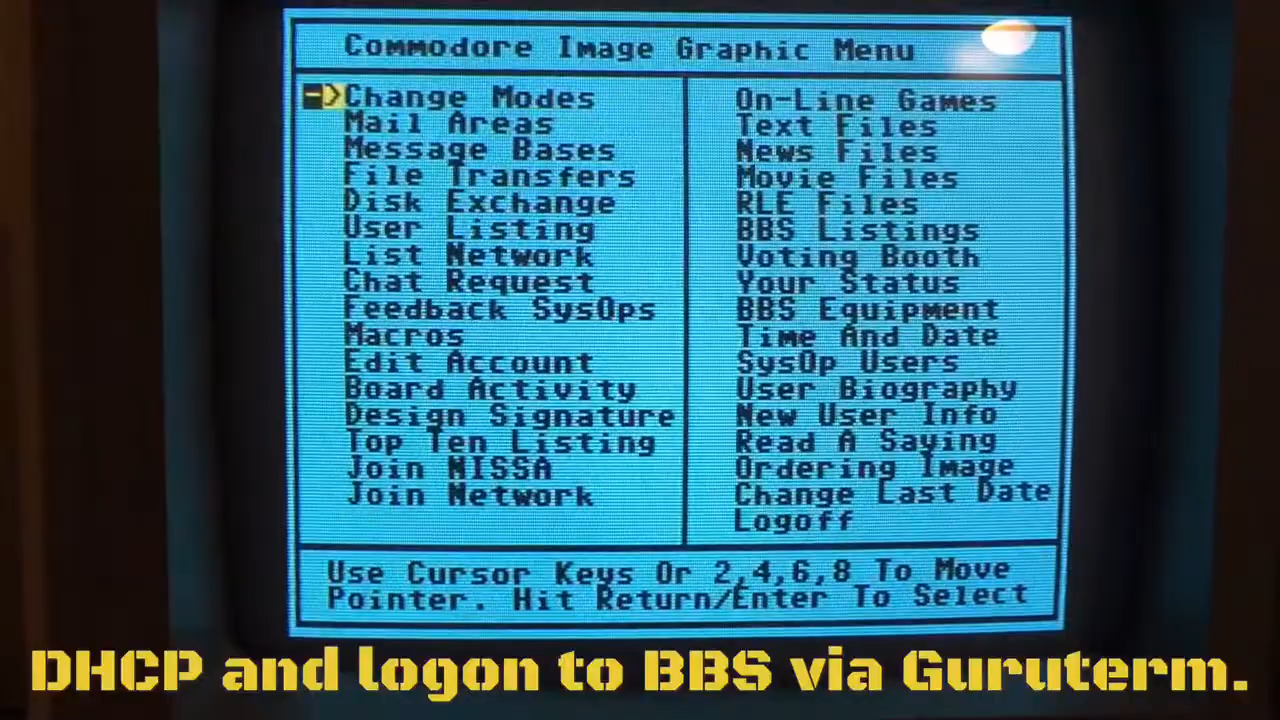 Commodore Image Graphic Menu
->Change Modes
Mail Areas
Message Bases
File Transfers
Disk Exchange
User Listing
List Network
Chat Request
Feedback SysOps
Macros
Edit Account
Board Activity
Design Signature
Top Ten Listing
Join NISSA
Join Network
On-Line Games
Text Files
News Files
Movie Files
RLE Files
BBS Listings
Voting Booth
Your Status
BBS Equipment
Time And Date
SysOp Users
User Biography
New User Info
Read A Saying
Ordering Image
Change Last Date
Logoff
Use Cursor Keys Or 2,4,6,8 To Move
Pointer. Hit Return/Enter To Select
DHCP and logon to BBS via Guruterm.